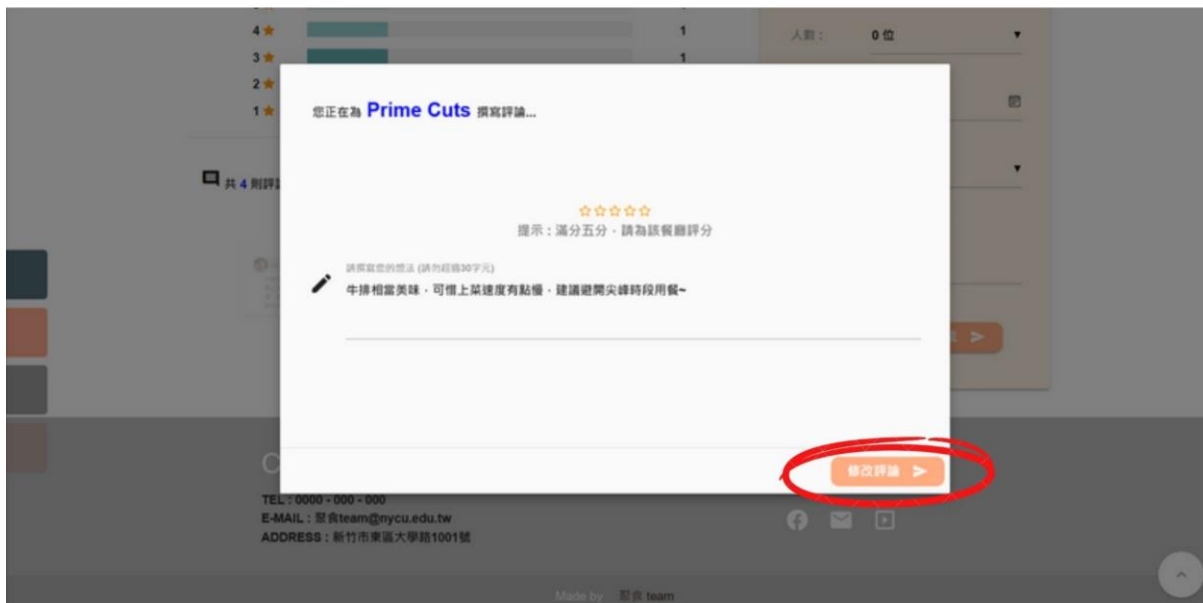 4
1
3
1
2
1
人數：
0 位
共 4 則評
您正在為 Prime Cuts 撰寫評論...
提示：滿分五分，請為該餐廳評分
請撰寫您的想法 (請勿超過30字元)
牛排相當美味，可惜上菜速度有點慢，建議避開尖峰時段用餐~
修改評論
C
TEL : 0000 - 000 - 000
E-MAIL : 聚食team@nycu.edu.tw
ADDRESS : 新竹市東區大學路1001號
Made by 聚食 team